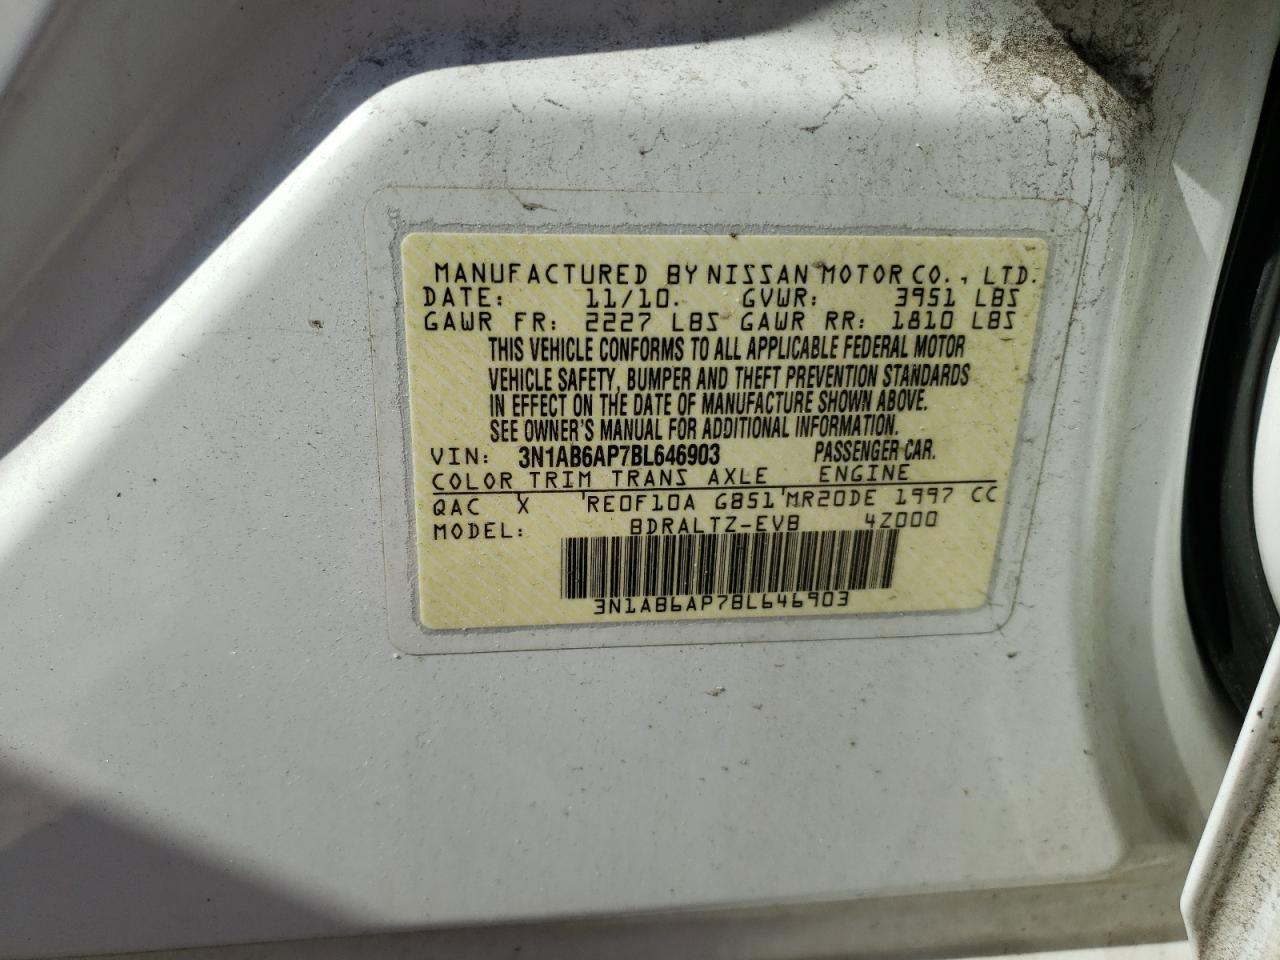 MANUFACTURED BY NISSAN MOTOR CO., LTD.
DATE: 11/10. GVWR: 3951 LBS
GAWR FR: 2227 LBS GAWR RR: 1810 LBS
THIS VEHICLE CONFORMS TO ALL APPLICABLE FEDERAL MOTOR
VEHICLE SAFETY, BUMPER AND THEFT PREVENTION STANDARDS
IN EFFECT ON THE DATE OF MANUFACTURE SHOWN ABOVE.
SEE OWNER'S MANUAL FOR ADDITIONAL INFORMATION.
VIN: 3N1AB6AP7BL646903 PASSENGER CAR.
COLOR TRIM TRANS AXLE ENGINE
QAC X RE0F10A G851 MR20DE 1997 CC
MODEL: BDRALTZ-EVB 4Z000
3N1AB6AP7BL646903